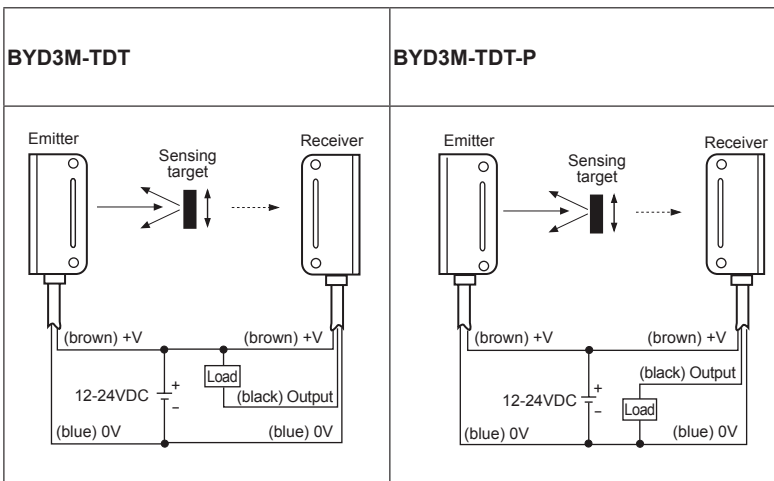 BYD3M-TDT
BYD3M-TDT-P
Emitter
Receiver
Sensing
target
(brown) +V
(brown) +V
Load
12-24VDC
+
−
(black) Output
(blue) 0V
(blue) 0V
Emitter
Receiver
Sensing
target
(brown) +V
(brown) +V
(black) Output
12-24VDC
+
−
Load
(blue) 0V
(blue) 0V